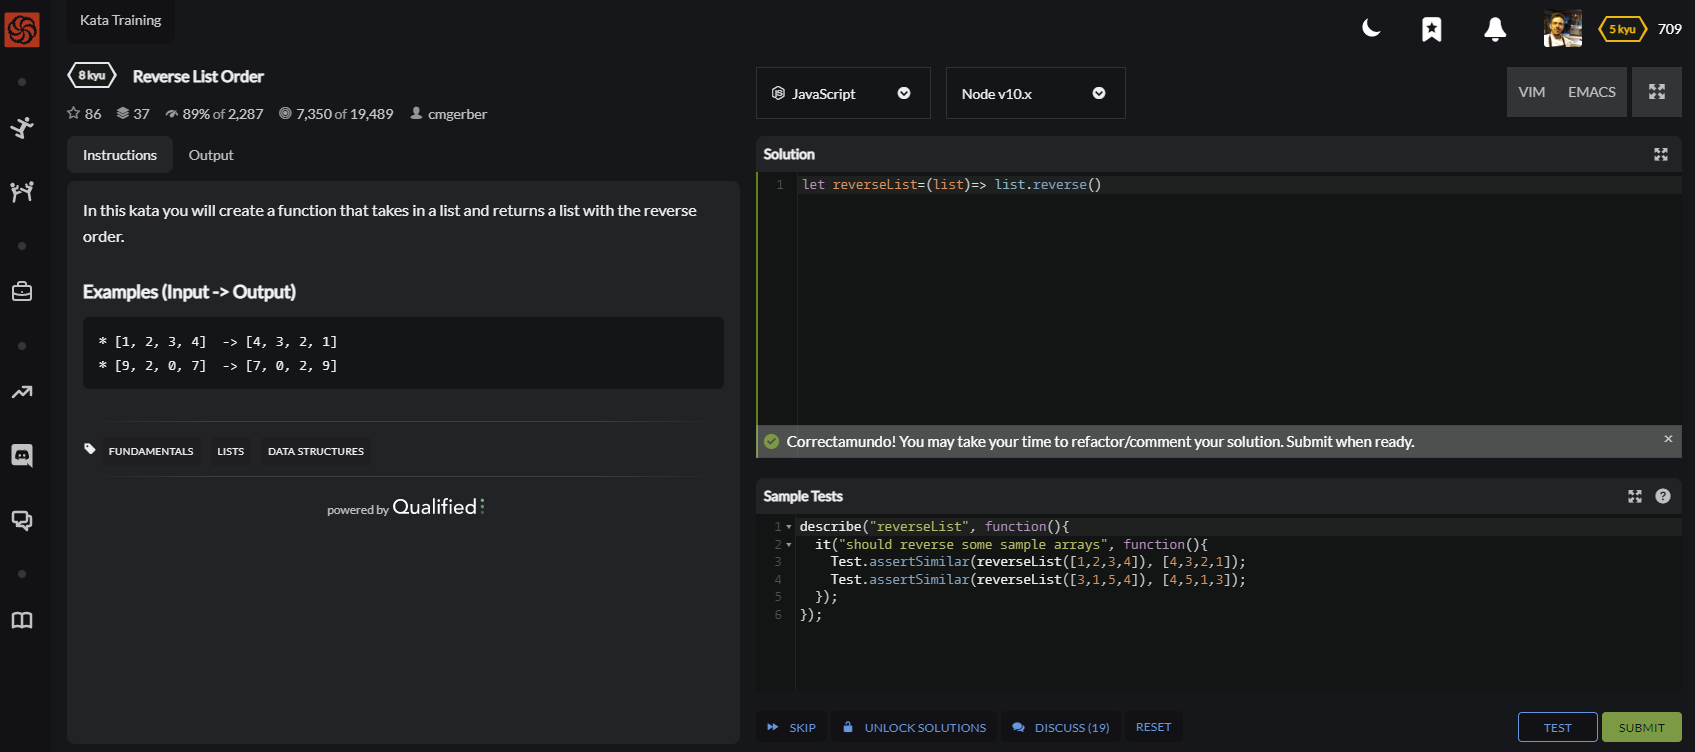 Kata Training
5 kyu 709
8 kyu Reverse List Order
86 37 89% of 2,287 7,350 of 19,489 cmgerber
Instructions Output
In this kata you will create a function that takes in a list and returns a list with the reverse
order.
Examples (Input -> Output)
* [1, 2, 3, 4]  -> [4, 3, 2, 1]
* [9, 2, 0, 7]  -> [7, 0, 2, 9]
FUNDAMENTALS LISTS DATA STRUCTURES
powered by Qualified
JavaScript Node v10.x VIM EMACS
Solution
1 let reverseList=(list)=> list.reverse()
Correctamundo! You may take your time to refactor/comment your solution. Submit when ready. ×
Sample Tests ?
1 describe("reverseList", function(){
2   it("should reverse some sample arrays", function(){
3     Test.assertSimilar(reverseList([1,2,3,4]), [4,3,2,1]);
4     Test.assertSimilar(reverseList([3,1,5,4]), [4,5,1,3]);
5   });
6 });
SKIP UNLOCK SOLUTIONS DISCUSS (19) RESET TEST SUBMIT